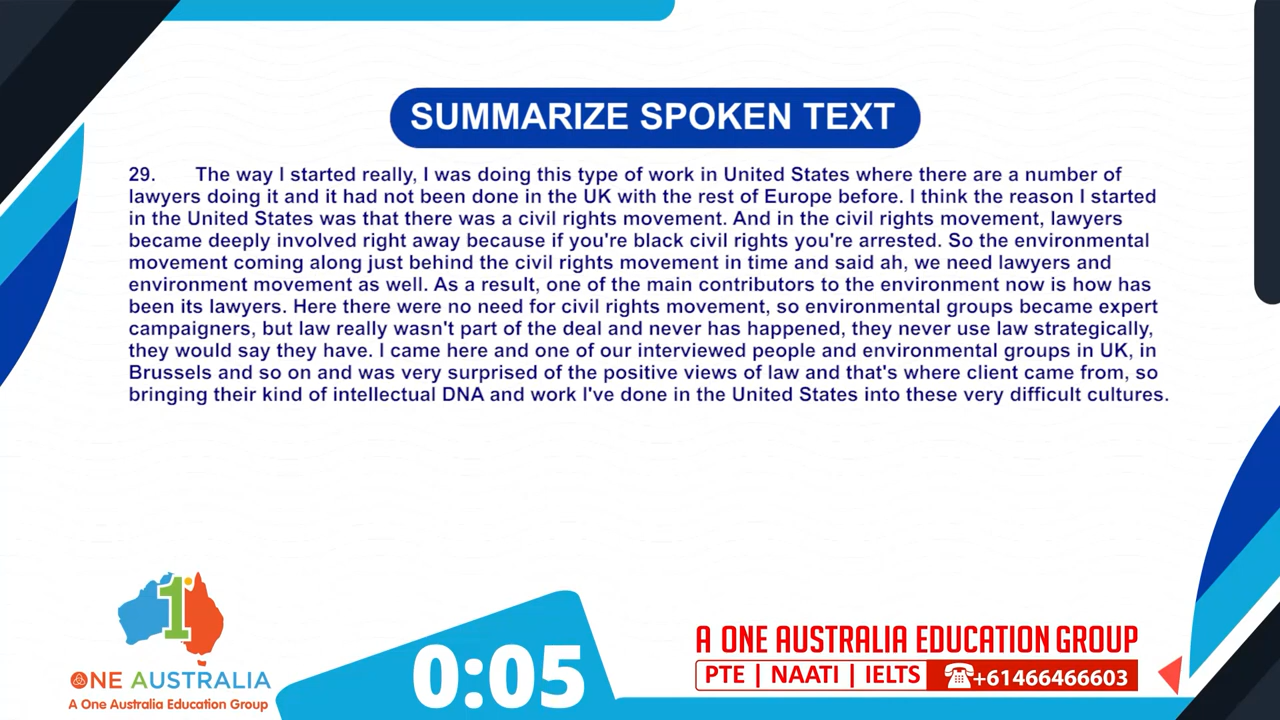 SUMMARIZE SPOKEN TEXT
29. The way I started really, I was doing this type of work in United States where there are a number of
lawyers doing it and it had not been done in the UK with the rest of Europe before. I think the reason I started
in the United States was that there was a civil rights movement. And in the civil rights movement, lawyers
became deeply involved right away because if you're black civil rights you're arrested. So the environmental
movement coming along just behind the civil rights movement in time and said ah, we need lawyers and
environment movement as well. As a result, one of the main contributors to the environment now is how has
been its lawyers. Here there were no need for civil rights movement, so environmental groups became expert
campaigners, but law really wasn't part of the deal and never has happened, they never use law strategically,
they would say they have. I came here and one of our interviewed people and environmental groups in UK, in
Brussels and so on and was very surprised of the positive views of law and that's where client came from, so
bringing their kind of intellectual DNA and work I've done in the United States into these very difficult cultures.
1
ONE AUSTRALIA
A One Australia Education Group
0:05
A ONE AUSTRALIA EDUCATION GROUP
PTE | NAATI | IELTS +61466466603